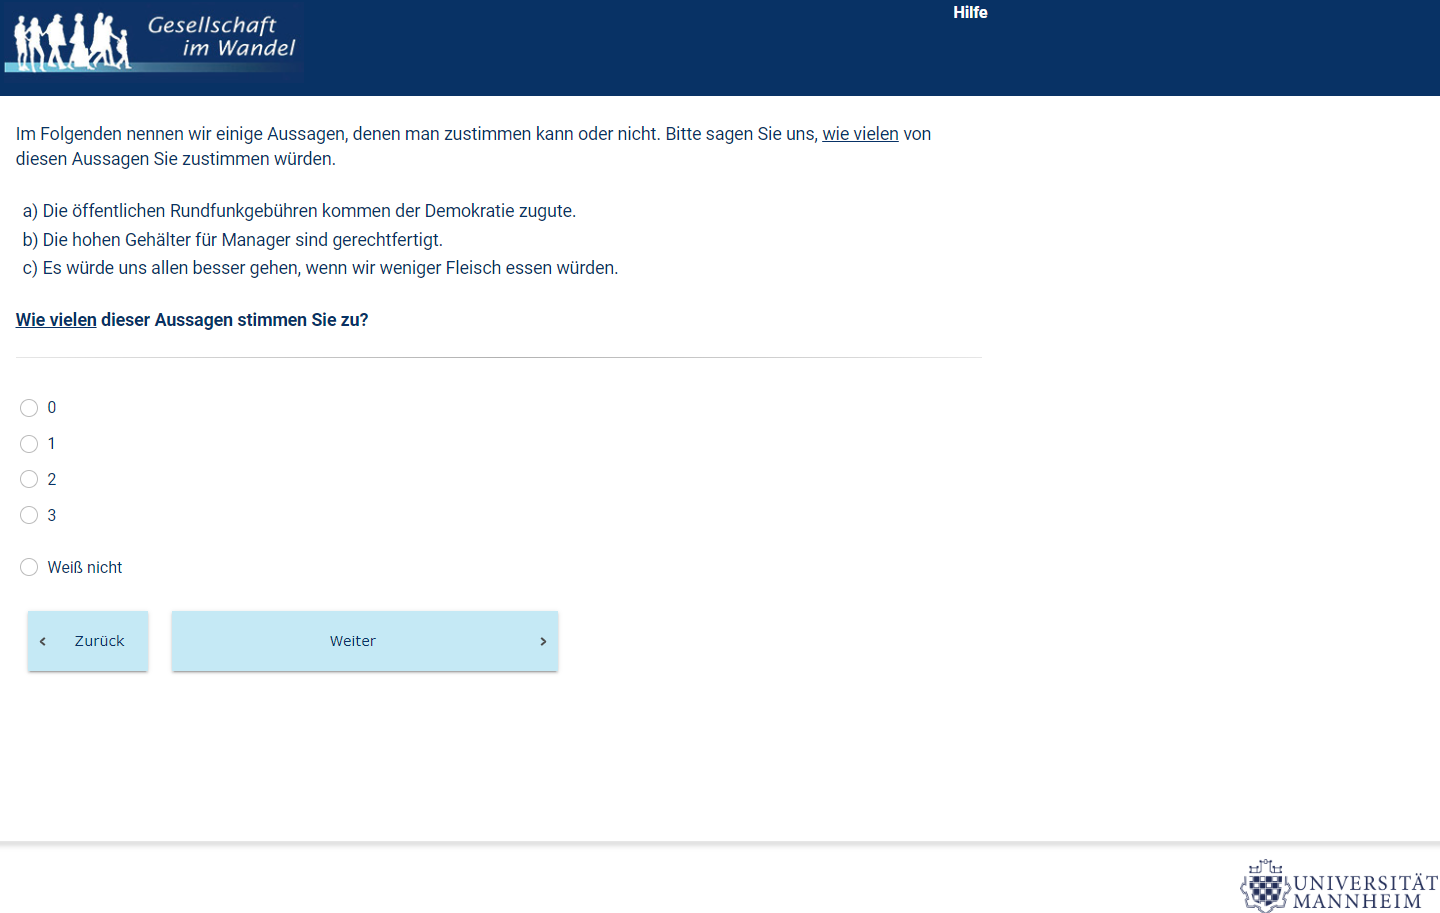 Gesellschaft
im Wandel
Hilfe
Im Folgenden nennen wir einige Aussagen, denen man zustimmen kann oder nicht. Bitte sagen Sie uns, wie vielen von
diesen Aussagen Sie zustimmen würden.
a) Die öffentlichen Rundfunkgebühren kommen der Demokratie zugute.
b) Die hohen Gehälter für Manager sind gerechtfertigt.
c) Es würde uns allen besser gehen, wenn wir weniger Fleisch essen würden.
Wie vielen dieser Aussagen stimmen Sie zu?
0
1
2
3
Weiß nicht
Zurück
Weiter
UNIVERSITÄT
MANNHEIM